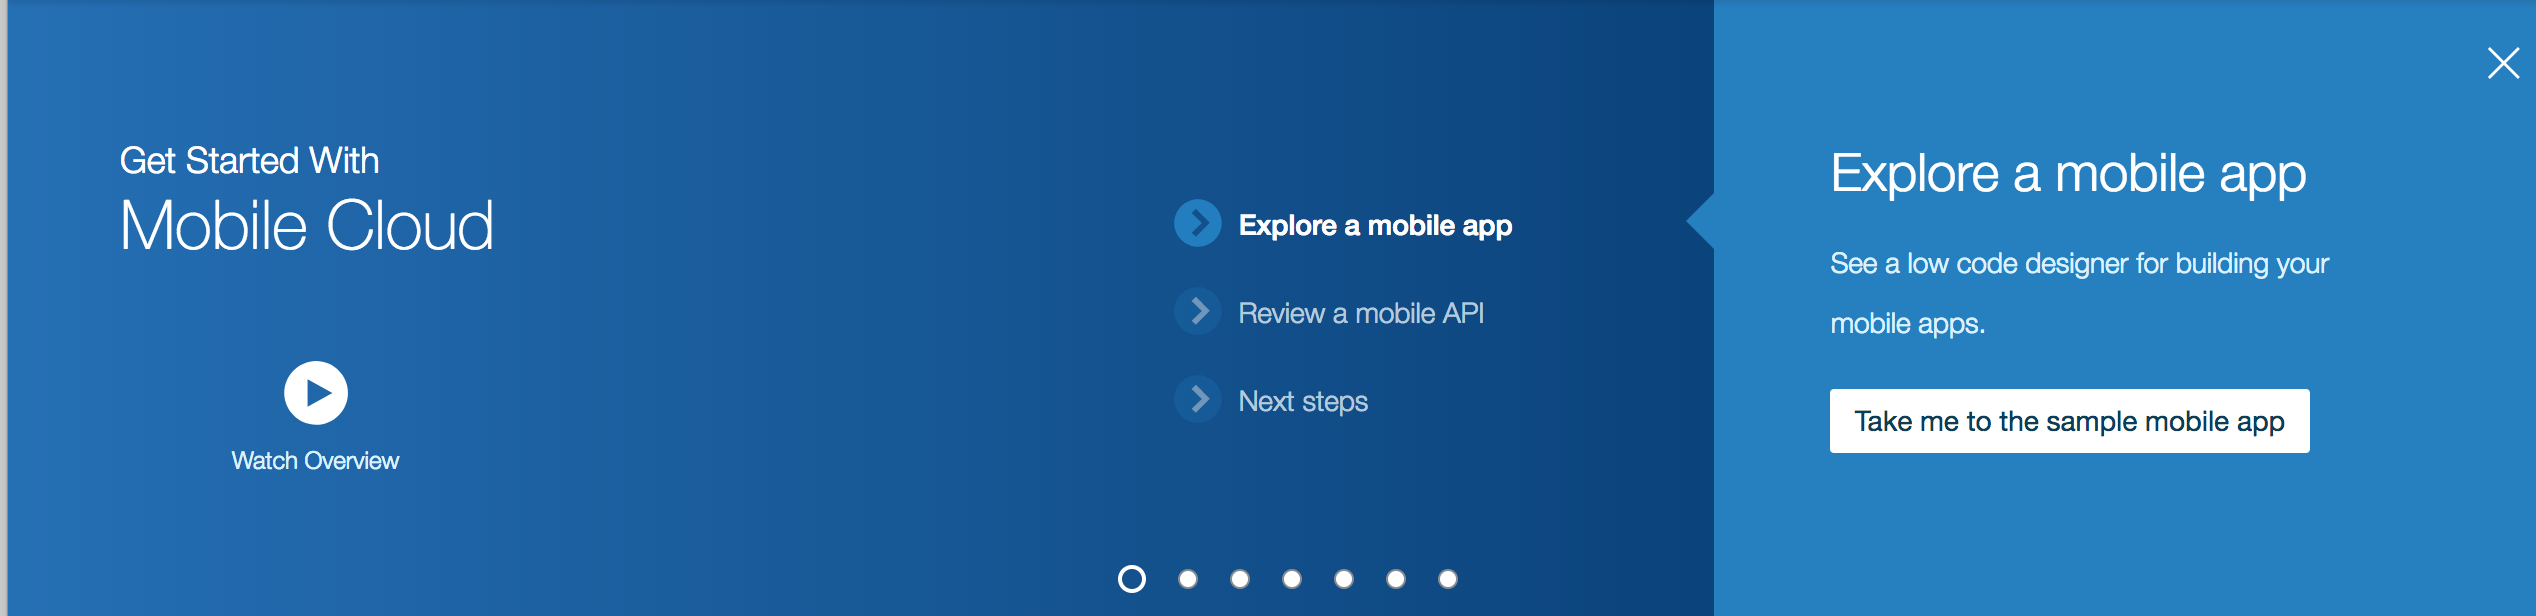 Get Started With
Mobile Cloud
Watch Overview
Explore a mobile app
Review a mobile API
Next steps
Explore a mobile app
See a low code designer for building your
mobile apps.
Take me to the sample mobile app